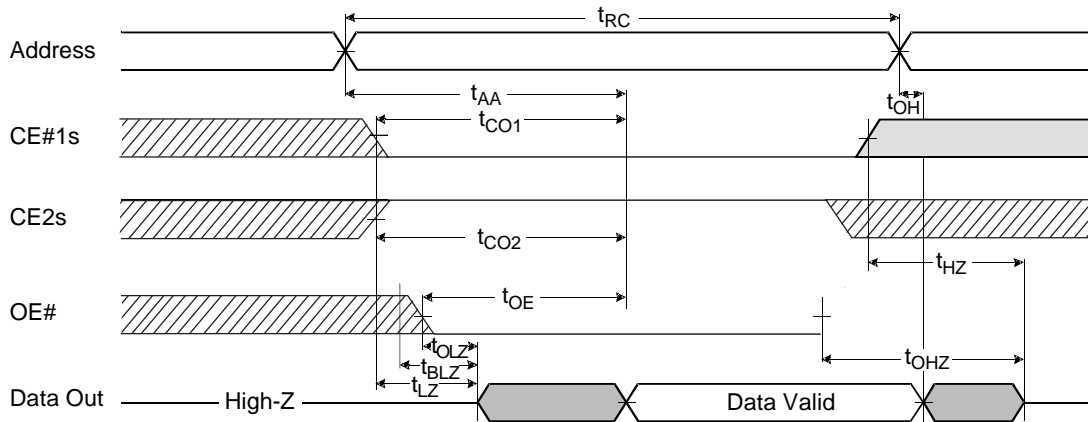 tRC
Address
tAA
tOH
CE#1s
tCO1
CE2s
tCO2
tHZ
OE#
tOE
tOLZ
tBLZ
tOHZ
tLZ
Data Out
High-Z
Data Valid